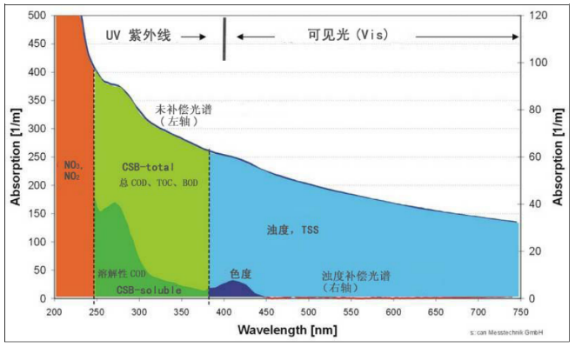 UV 紫外线
可见光 (Vis)
500
450
400
350
300
250
200
150
100
50
0
Absorption [1/m]
120
100
80
60
40
20
0
Absorption [1/m]
未补偿光谱
(左轴)
NO₃,
NO₂
CSB-total
总 COD、TOC、BOD
浊度、TSS
溶解性 COD
CSB-soluble
色度
浊度补偿光谱
(右轴)
200 250 300 350 400 450 500 550 600 650 700 750
Wavelength [nm]
s::can Messtechnik GmbH